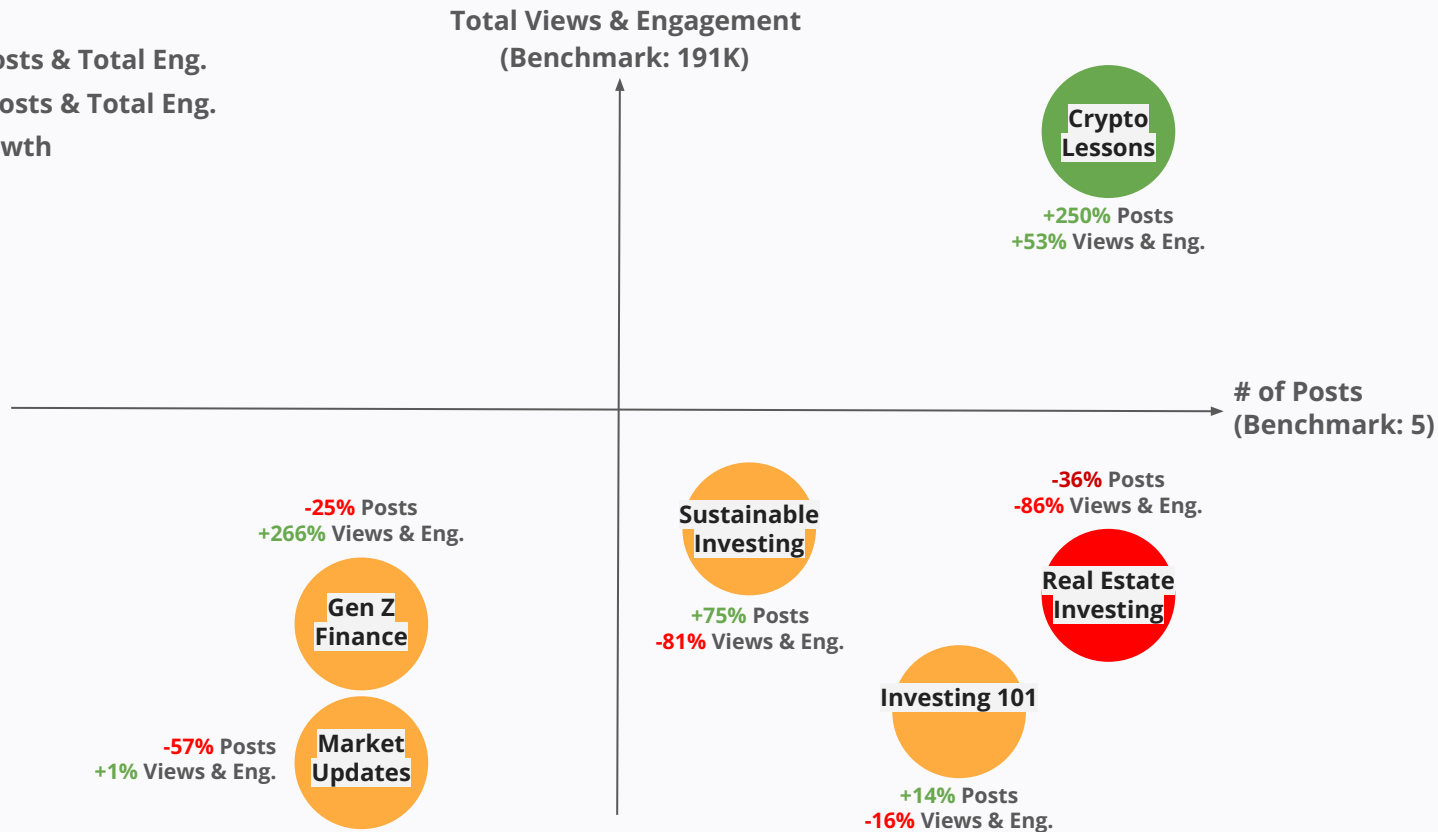 Total Views & Engagement
(Benchmark: 191K)
osts & Total Eng.
osts & Total Eng.
wth
Crypto
Lessons
+250% Posts
+53% Views & Eng.
# of Posts
(Benchmark: 5)
-25% Posts
+266% Views & Eng.
Gen Z
Finance
Sustainable
Investing
+75% Posts
-81% Views & Eng.
-36% Posts
-86% Views & Eng.
Real Estate
Investing
-57% Posts
+1% Views & Eng.
Market
Updates
Investing 101
+14% Posts
-16% Views & Eng.